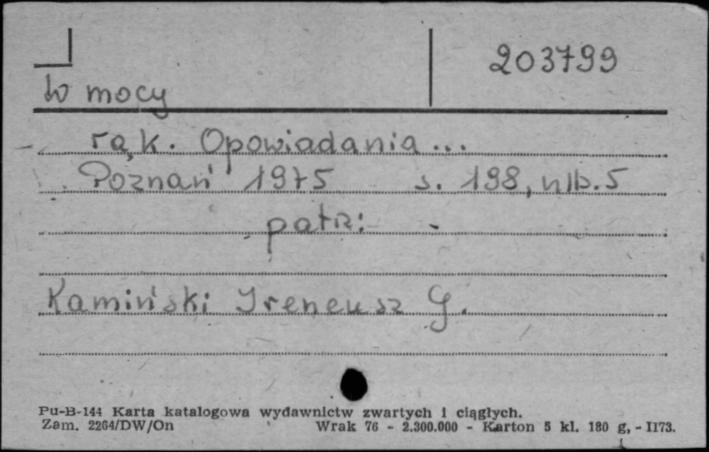 203799
W mocy
rąk. Opowiadania...
Poznań 1975 s. 198, nlb. 5
patrz:
Kamiński Ireneusz G.
Pu-B-144 Karta katalogowa wydawnictw zwartych i ciągłych.
Zam. 2264/DW/On Wrak 76 - 2.300.000 - Karton 5 kl. 180 g, - I173.